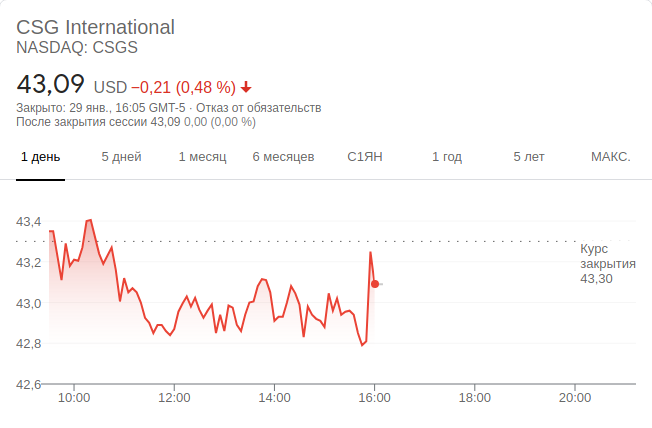 CSG International
NASDAQ: CSGS
43,09 USD −0,21 (0,48 %)
Закрыто: 29 янв., 16:05 GMT-5 · Отказ от обязательств
После закрытия сессии 43,09 0,00 (0,00 %)
1 день 5 дней 1 месяц 6 месяцев С1ЯН 1 год 5 лет МАКС.
43,4
Курс
закрытия
43,30
43,2
43,0
42,8
42,6
10:00 12:00 14:00 16:00 18:00 20:00